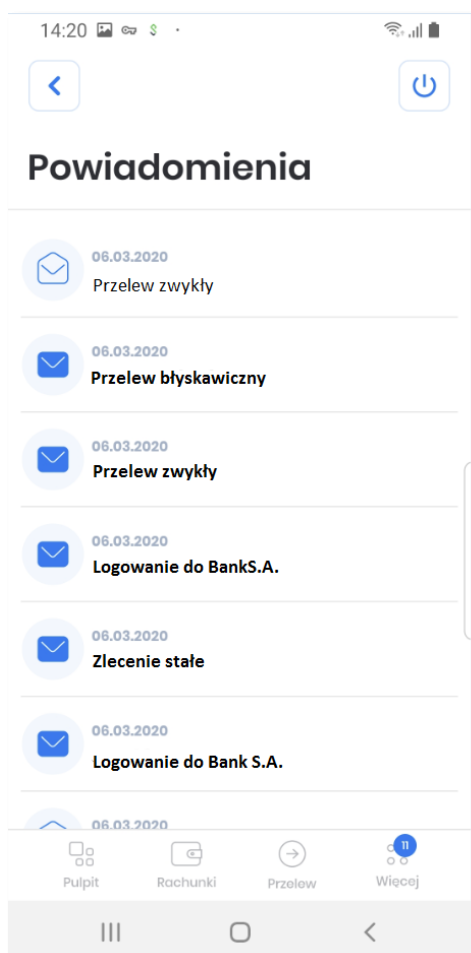 14:20
Powiadomienia
06.03.2020
Przelew zwykły
06.03.2020
Przelew błyskawiczny
06.03.2020
Przelew zwykły
06.03.2020
Logowanie do BankS.A.
06.03.2020
Zlecenie stałe
06.03.2020
Logowanie do Bank S.A.
06.03.2020
11
Pulpit Rachunki Przelew Więcej